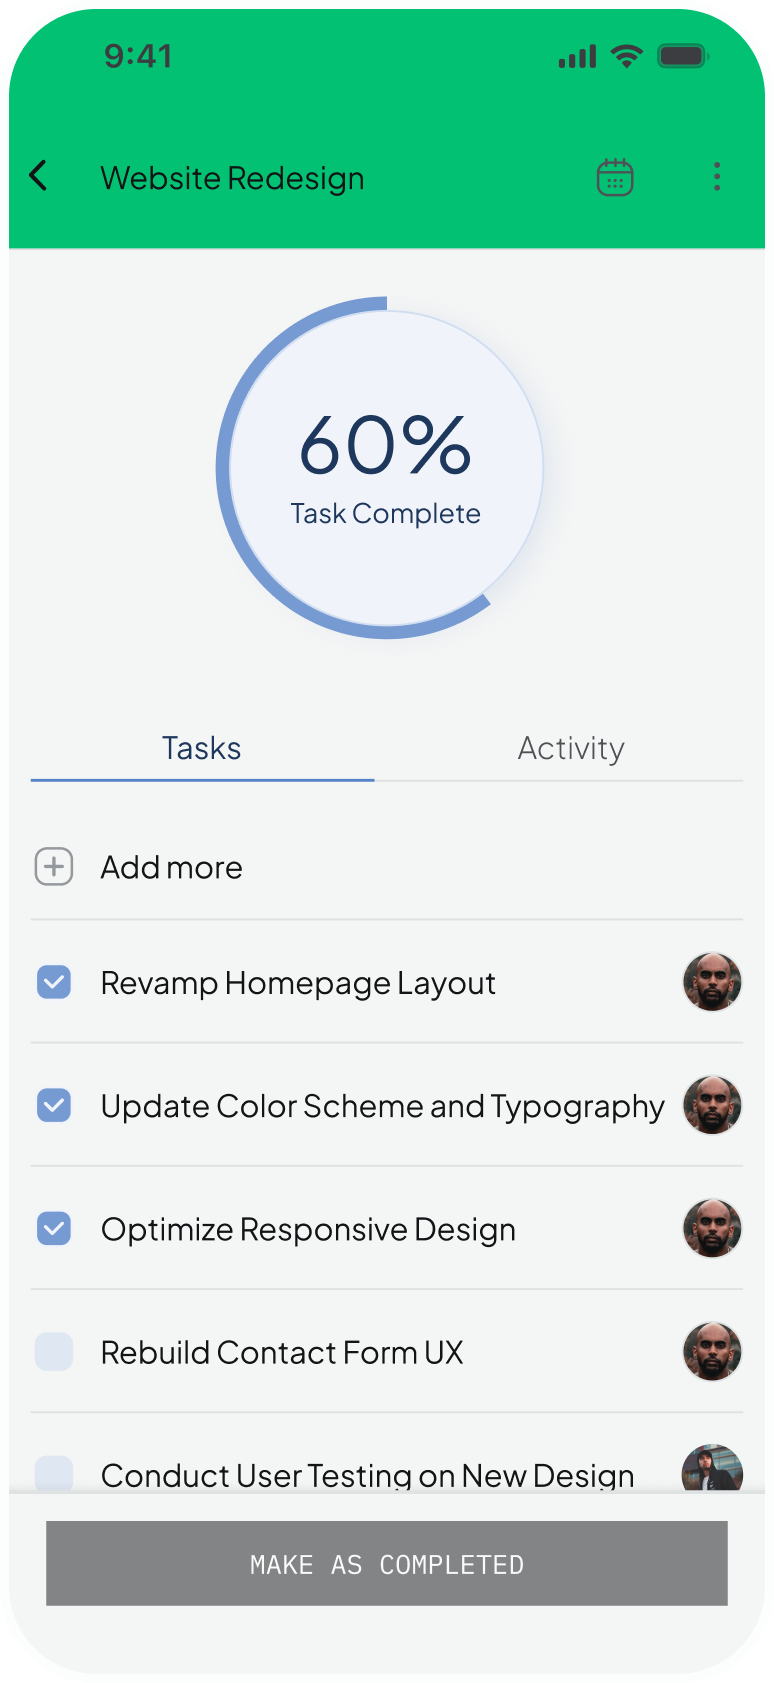 9:41
Website Redesign
60%
Task Complete
Tasks
Activity
Add more
Revamp Homepage Layout
Update Color Scheme and Typography
Optimize Responsive Design
Rebuild Contact Form UX
Conduct User Testing on New Design
MAKE AS COMPLETED